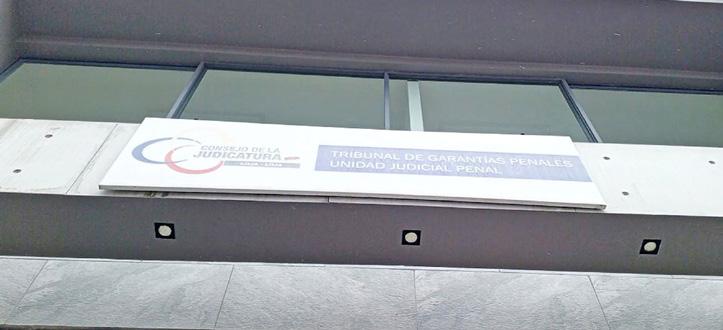 CONSEJO DE LA
JUDICATURA
TRIBUNAL DE GARANTÍAS PENALES
UNIDAD JUDICIAL PENAL